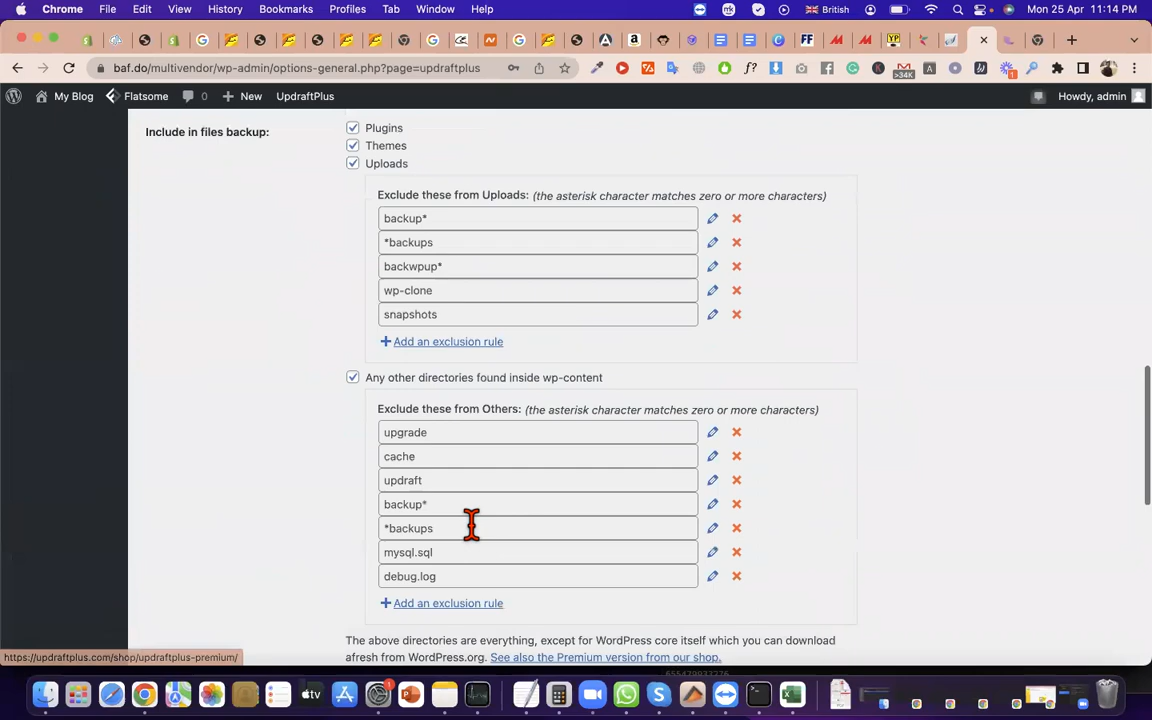 Chrome File Edit View History Bookmarks Profiles Tab Window Help British Mon 25 Apr 11:14 PM
baf.do/multivendor/wp-admin/options-general.php?page=updraftplus
My Blog Flatsome 0 + New UpdraftPlus Howdy, admin
Include in files backup:
Plugins
Themes
Uploads
Exclude these from Uploads: (the asterisk character matches zero or more characters)
backup*
*backups
backwpup*
wp-clone
snapshots
+ Add an exclusion rule
Any other directories found inside wp-content
Exclude these from Others: (the asterisk character matches zero or more characters)
upgrade
cache
updraft
backup*
*backups
mysql.sql
debug.log
+ Add an exclusion rule
The above directories are everything, except for WordPress core itself which you can download
afresh from WordPress.org. See also the Premium version from our shop.
https://updraftplus.com/shop/updraftplus-premium/